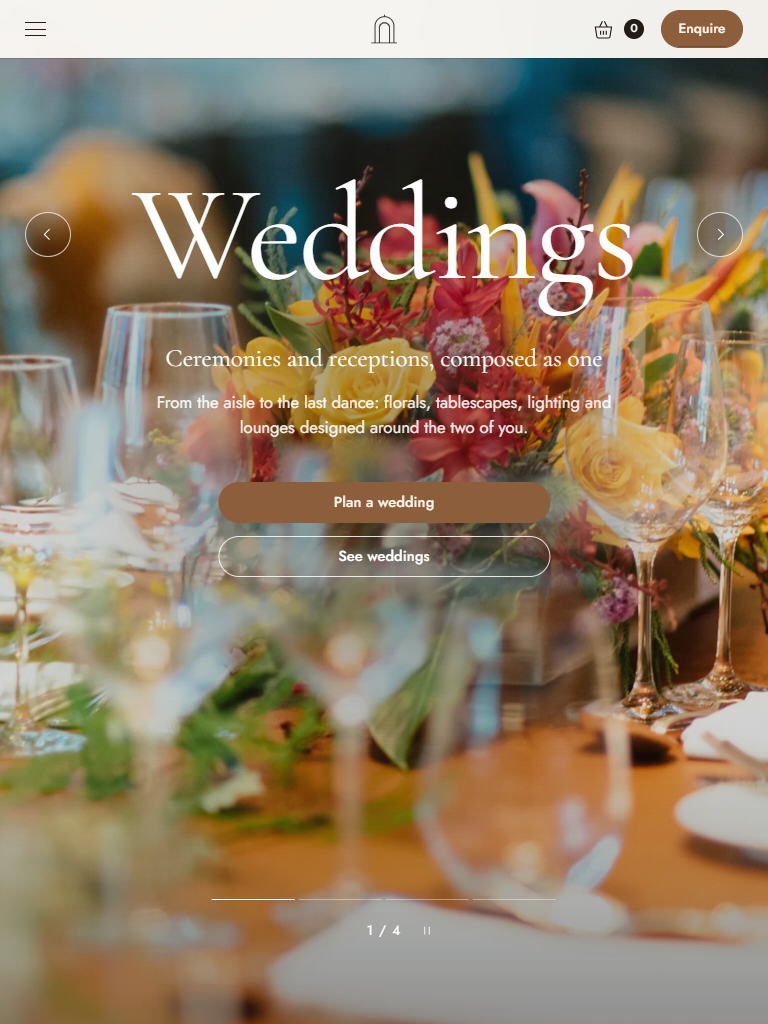 0
Enquire
Weddings
Ceremonies and receptions, composed as one
From the aisle to the last dance: florals, tablescapes, lighting and
lounges designed around the two of you.
Plan a wedding
See weddings
1 / 4